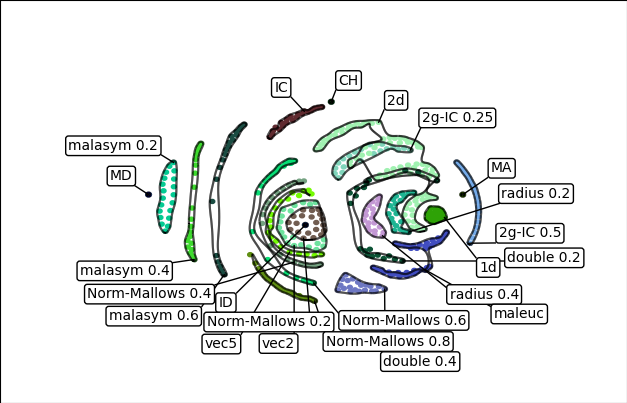 CH
IC
2d
2g-IC 0.25
malasym 0.2
MA
MD
radius 0.2
2g-IC 0.5
double 0.2
malasym 0.4
1d
Norm-Mallows 0.4
radius 0.4
ID
malasym 0.6
maleuc
Norm-Mallows 0.2
Norm-Mallows 0.6
vec5
vec2
Norm-Mallows 0.8
double 0.4